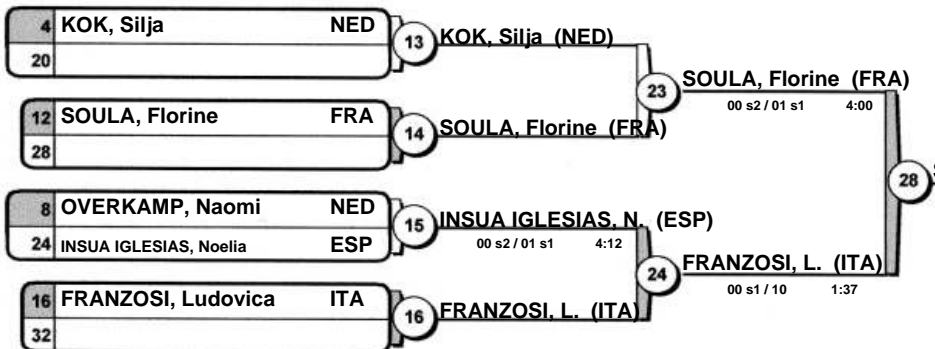 4 KOK, Silja NED
20
13
KOK, Silja (NED)
12 SOULA, Florine FRA
28
14
SOULA, Florine (FRA)
23
SOULA, Florine (FRA)
00 s2 / 01 s1 4:00
8 OVERKAMP, Naomi NED
24 INSUA IGLESIAS, Noelia ESP
15
INSUA IGLESIAS, N. (ESP)
00 s2 / 01 s1 4:12
16 FRANZOSI, Ludovica ITA
32
16
FRANZOSI, L. (ITA)
24
FRANZOSI, L. (ITA)
00 s1 / 10 1:37
28